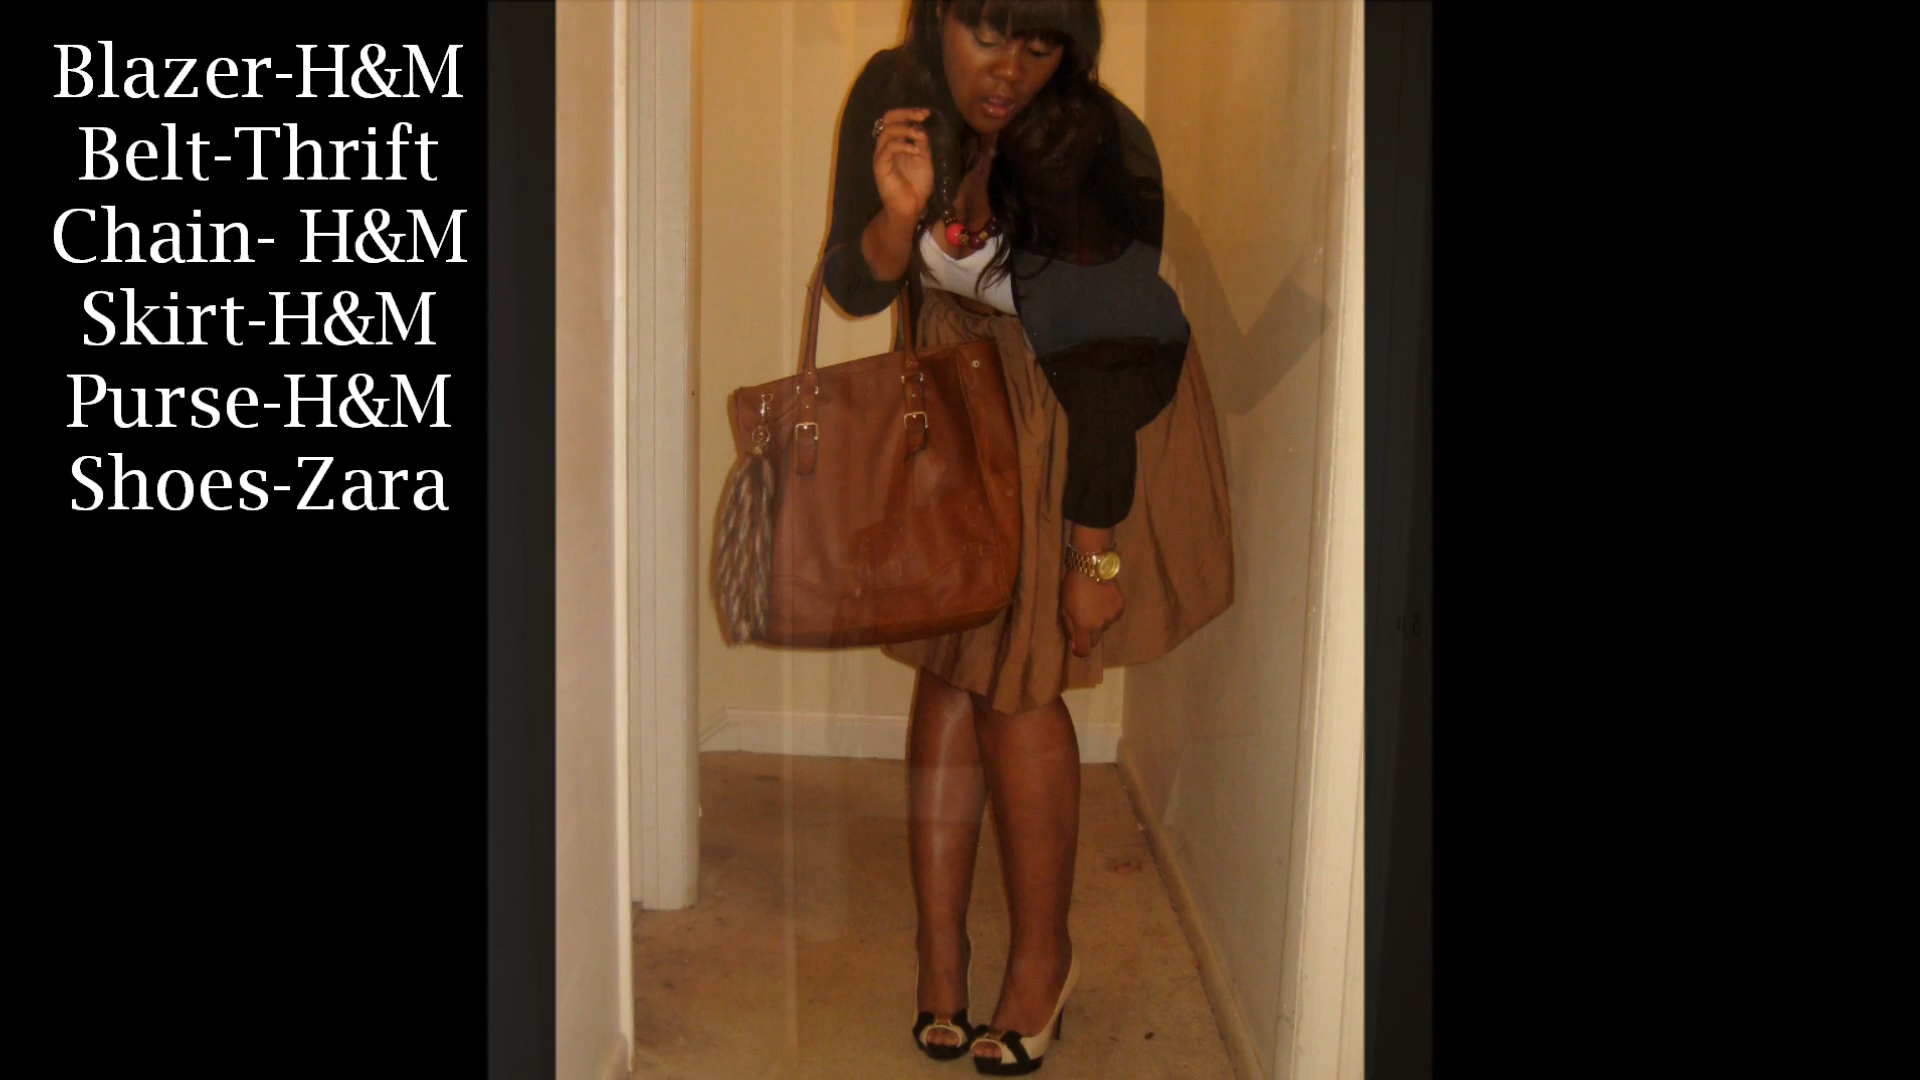 Blazer-H&M
Belt-Thrift
Chain- H&M
Skirt-H&M
Purse-H&M
Shoes-Zara